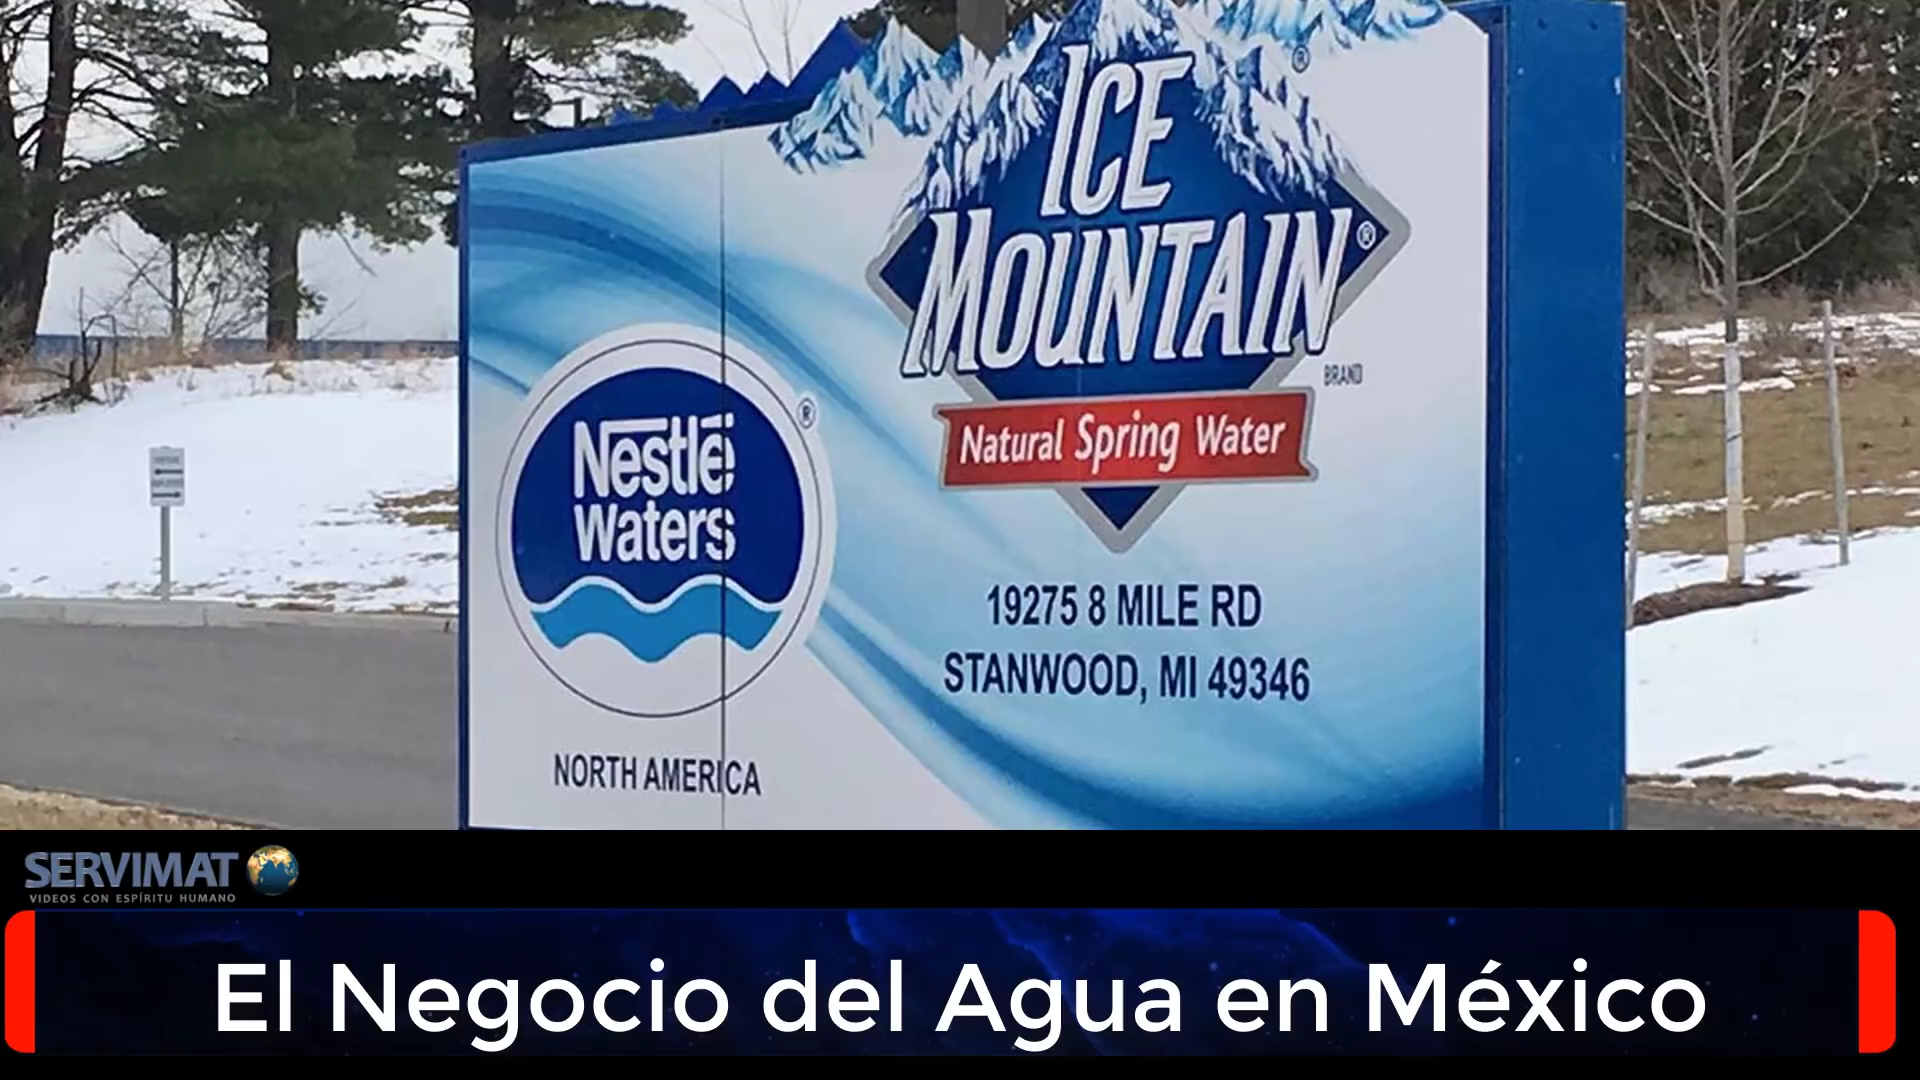 ICE
MOUNTAIN®
BRAND
Natural Spring Water
Nestlē
Waters
®
19275 8 MILE RD
STANWOOD, MI 49346
NORTH AMERICA
SERVIMAT
VIDEOS CON ESPÍRITU HUMANO
El Negocio del Agua en México